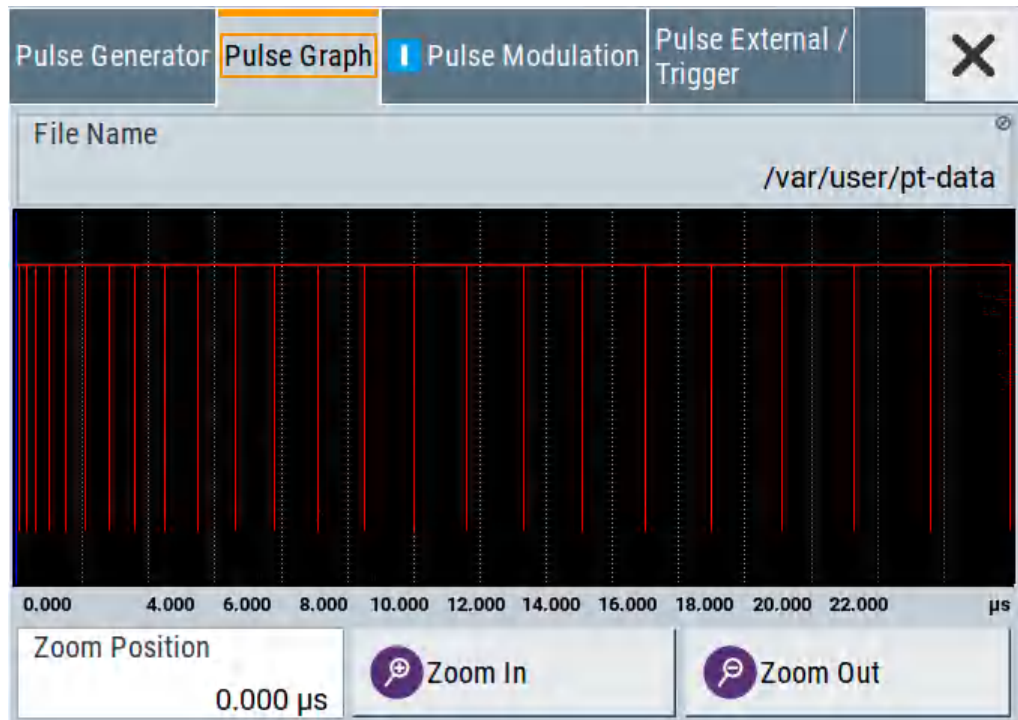 Pulse Generator
Pulse Graph
Pulse Modulation
Pulse External /
Trigger
File Name
/var/user/pt-data
0.000 4.000 6.000 8.000 10.000 12.000 14.000 16.000 18.000 20.000 22.000 µs
Zoom Position
0.000 µs
Zoom In
Zoom Out